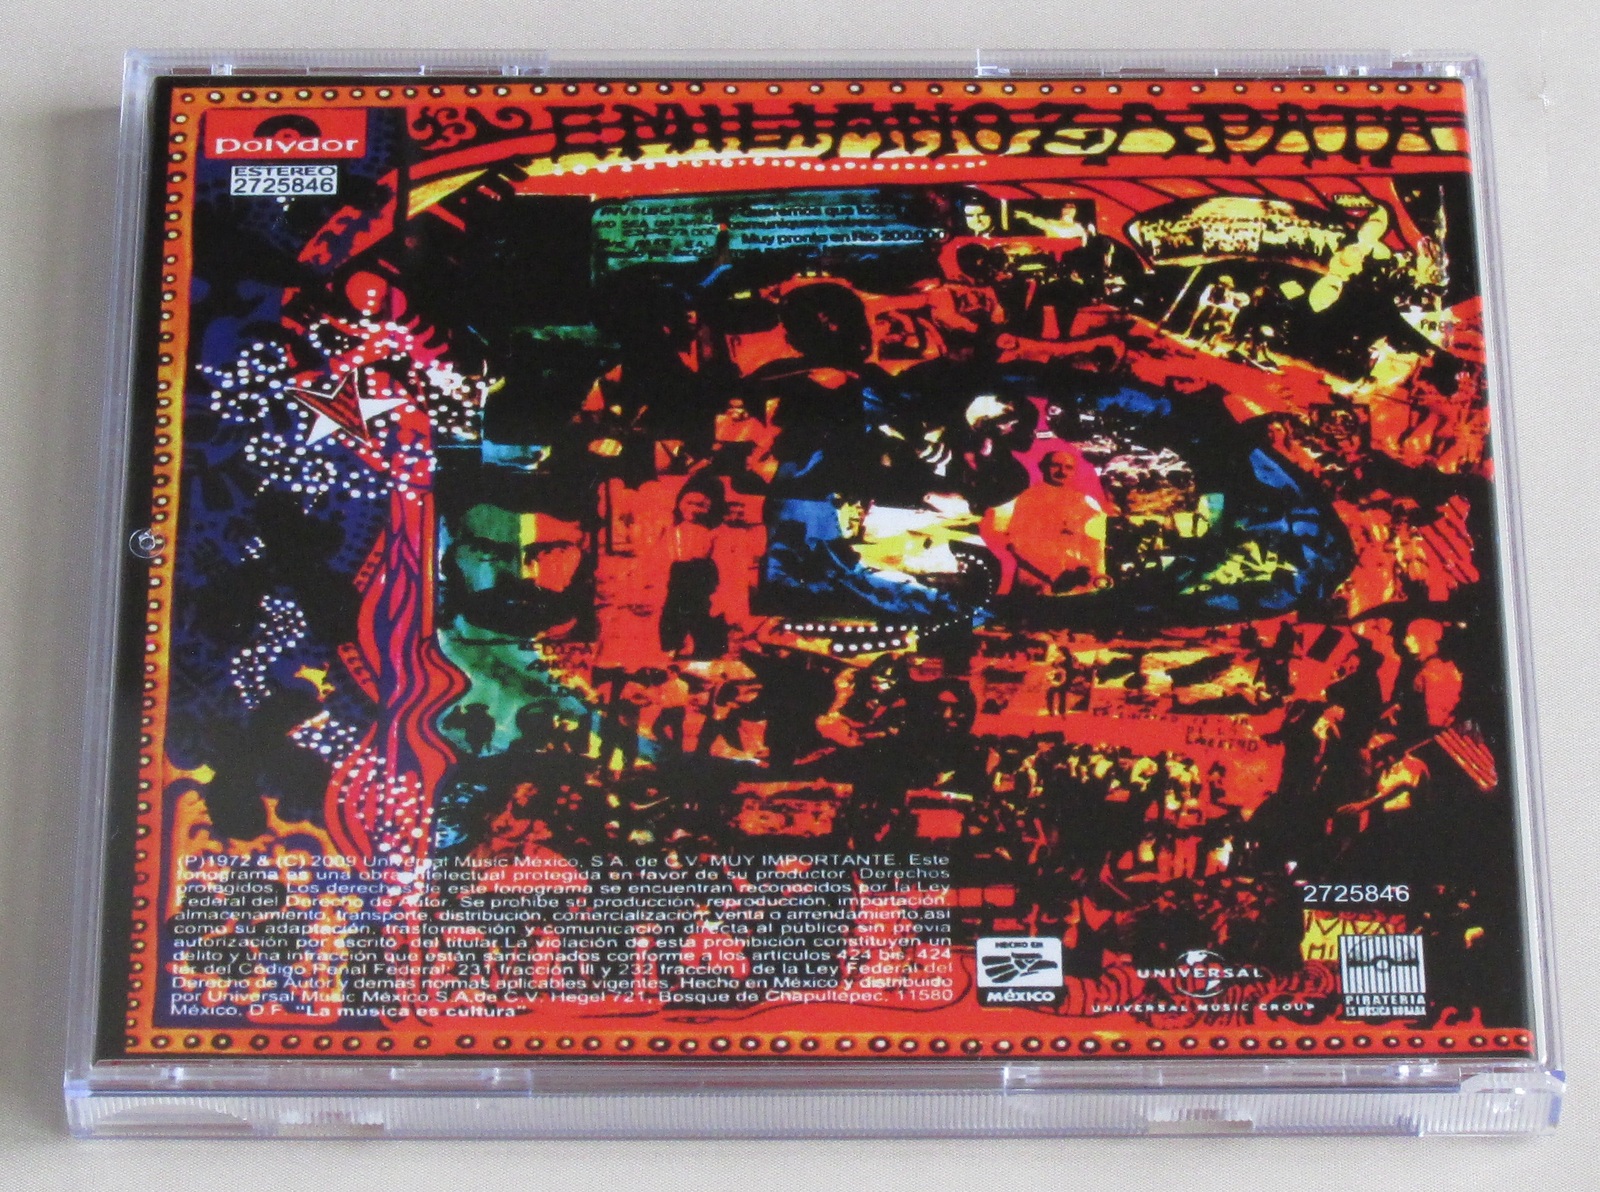 EMILIANO ZAPATA
polydor
ESTEREO
2725846
Muy pronto en Rio 200.000
(P)1972 & (C) 2009 Universal Music México, S.A. de C.V. MUY IMPORTANTE. Este
fonograma es una obra intelectual protegida en favor de su productor. Derechos
protegidos. Los derechos de este fonograma se encuentran reconocidos por la Ley
Federal del Derecho de Autor. Se prohibe su producción, reproducción, importación,
almacenamiento, transporte, distribución, comercialización, venta o arrendamiento,asi
como su adaptación, trasformación y comunicación directa al público sin previa
autorización por escrito del titular.La violación de esta prohibición constituyen un
delito y una infracción que están sancionados conforme a los artículos 424 bis, 424
ter del Código Penal Federal; 231 fracción III y 232 fracción de la Ley Federal del
Derecho de Autor y demás normas aplicables vigentes. Hecho en México y distribuido
por Universal Music México S.A.de C.V. Hegel 721, Bosque de Chapultepec, 11580
México, D.F. "La música es cultura"
2725846
HECHO EN
MÉXICO
UNIVERSAL
UNIVERSAL MUSIC GROUP
PIRATERIA
ES MUSICA ROBADA